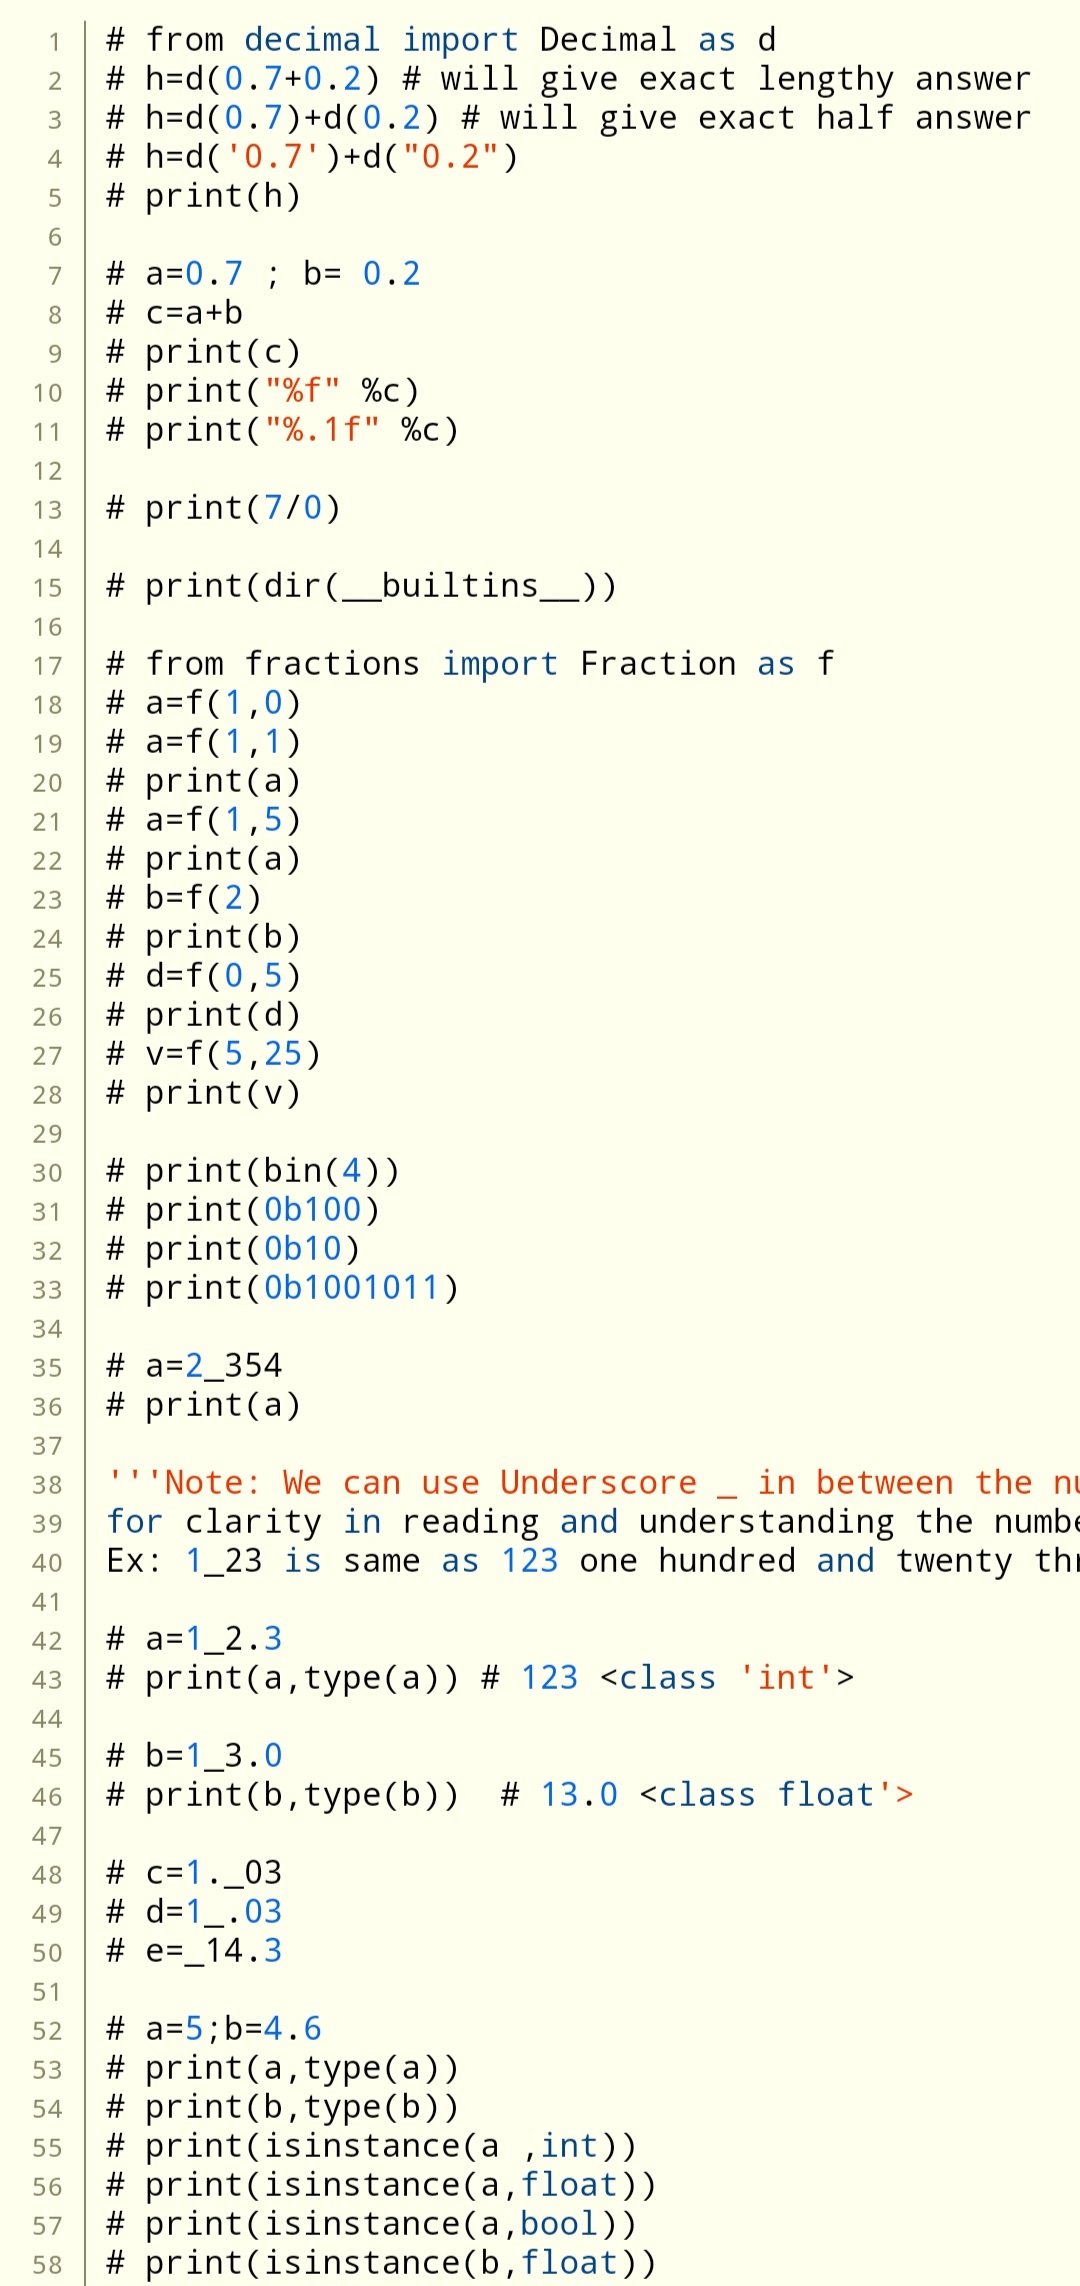 1 # from decimal import Decimal as d
2 # h=d(0.7+0.2) # will give exact lengthy answer
3 # h=d(0.7)+d(0.2) # will give exact half answer
4 # h=d('0.7')+d("0.2")
5 # print(h)
6
7 # a=0.7 ; b= 0.2
8 # c=a+b
9 # print(c)
10 # print("%f" %c)
11 # print("%.1f" %c)
12
13 # print(7/0)
14
15 # print(dir(__builtins__))
16
17 # from fractions import Fraction as f
18 # a=f(1,0)
19 # a=f(1,1)
20 # print(a)
21 # a=f(1,5)
22 # print(a)
23 # b=f(2)
24 # print(b)
25 # d=f(0,5)
26 # print(d)
27 # v=f(5,25)
28 # print(v)
29
30 # print(bin(4))
31 # print(0b100)
32 # print(0b10)
33 # print(0b1001011)
34
35 # a=2_354
36 # print(a)
37
38 '''Note: We can use Underscore _ in between the
39 for clarity in reading and understanding the
40 Ex: 1_23 is same as 123 one hundred and twenty
41
42 # a=1_2.3
43 # print(a,type(a)) # 123 <class 'int'>
44
45 # b=1_3.0
46 # print(b,type(b))  # 13.0 <class float'>
47
48 # c=1._03
49 # d=1_.03
50 # e=_14.3
51
52 # a=5;b=4.6
53 # print(a,type(a))
54 # print(b,type(b))
55 # print(isinstance(a ,int))
56 # print(isinstance(a,float))
57 # print(isinstance(a,bool))
58 # print(isinstance(b,float))